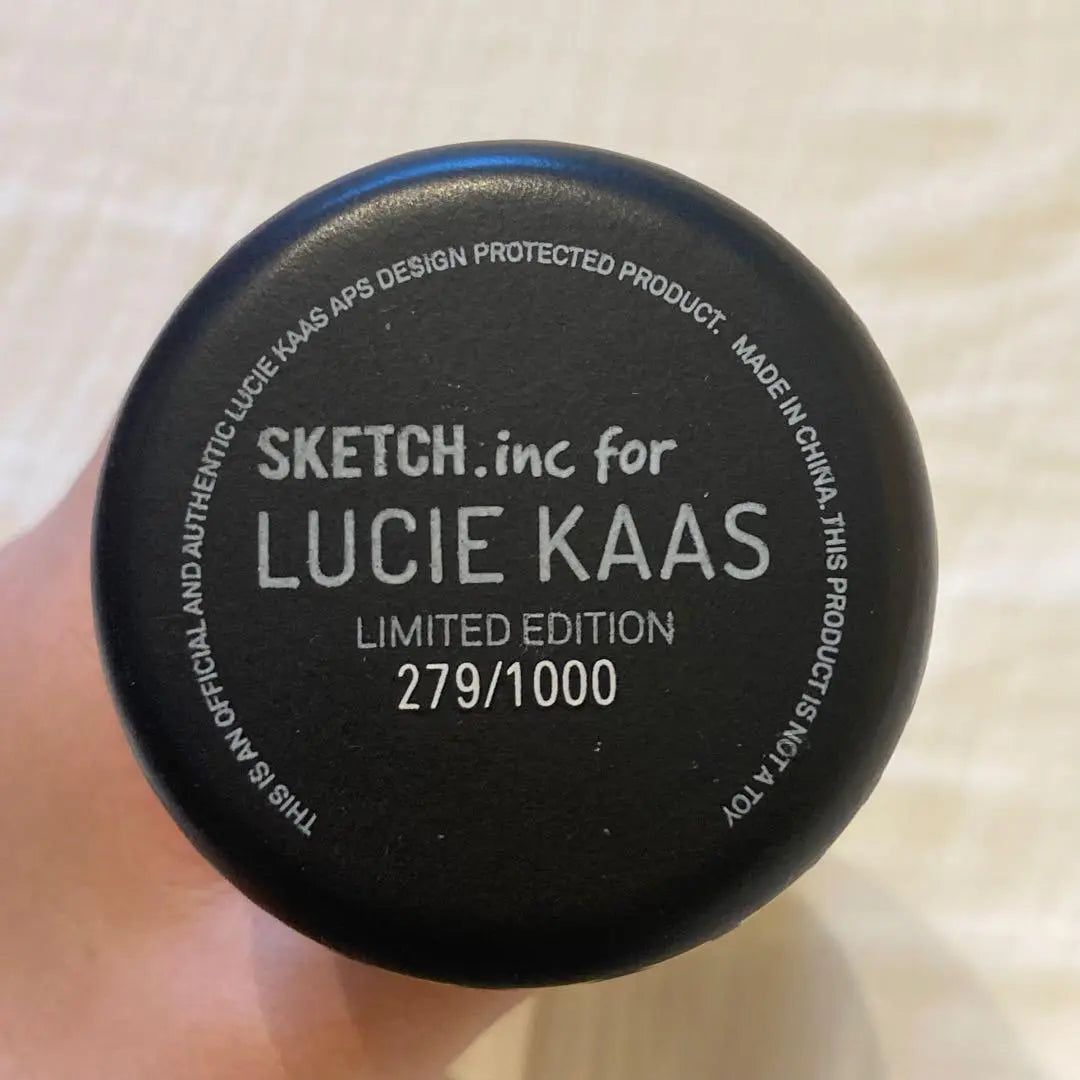 THIS IS AN OFFICIAL AND AUTHENTIC LUCIE KAAS APS DESIGN PROTECTED PRODUCT. MADE IN CHINA. THIS PRODUCT IS NOT A TOY
SKETCH.inc for
LUCIE KAAS
LIMITED EDITION
279/1000